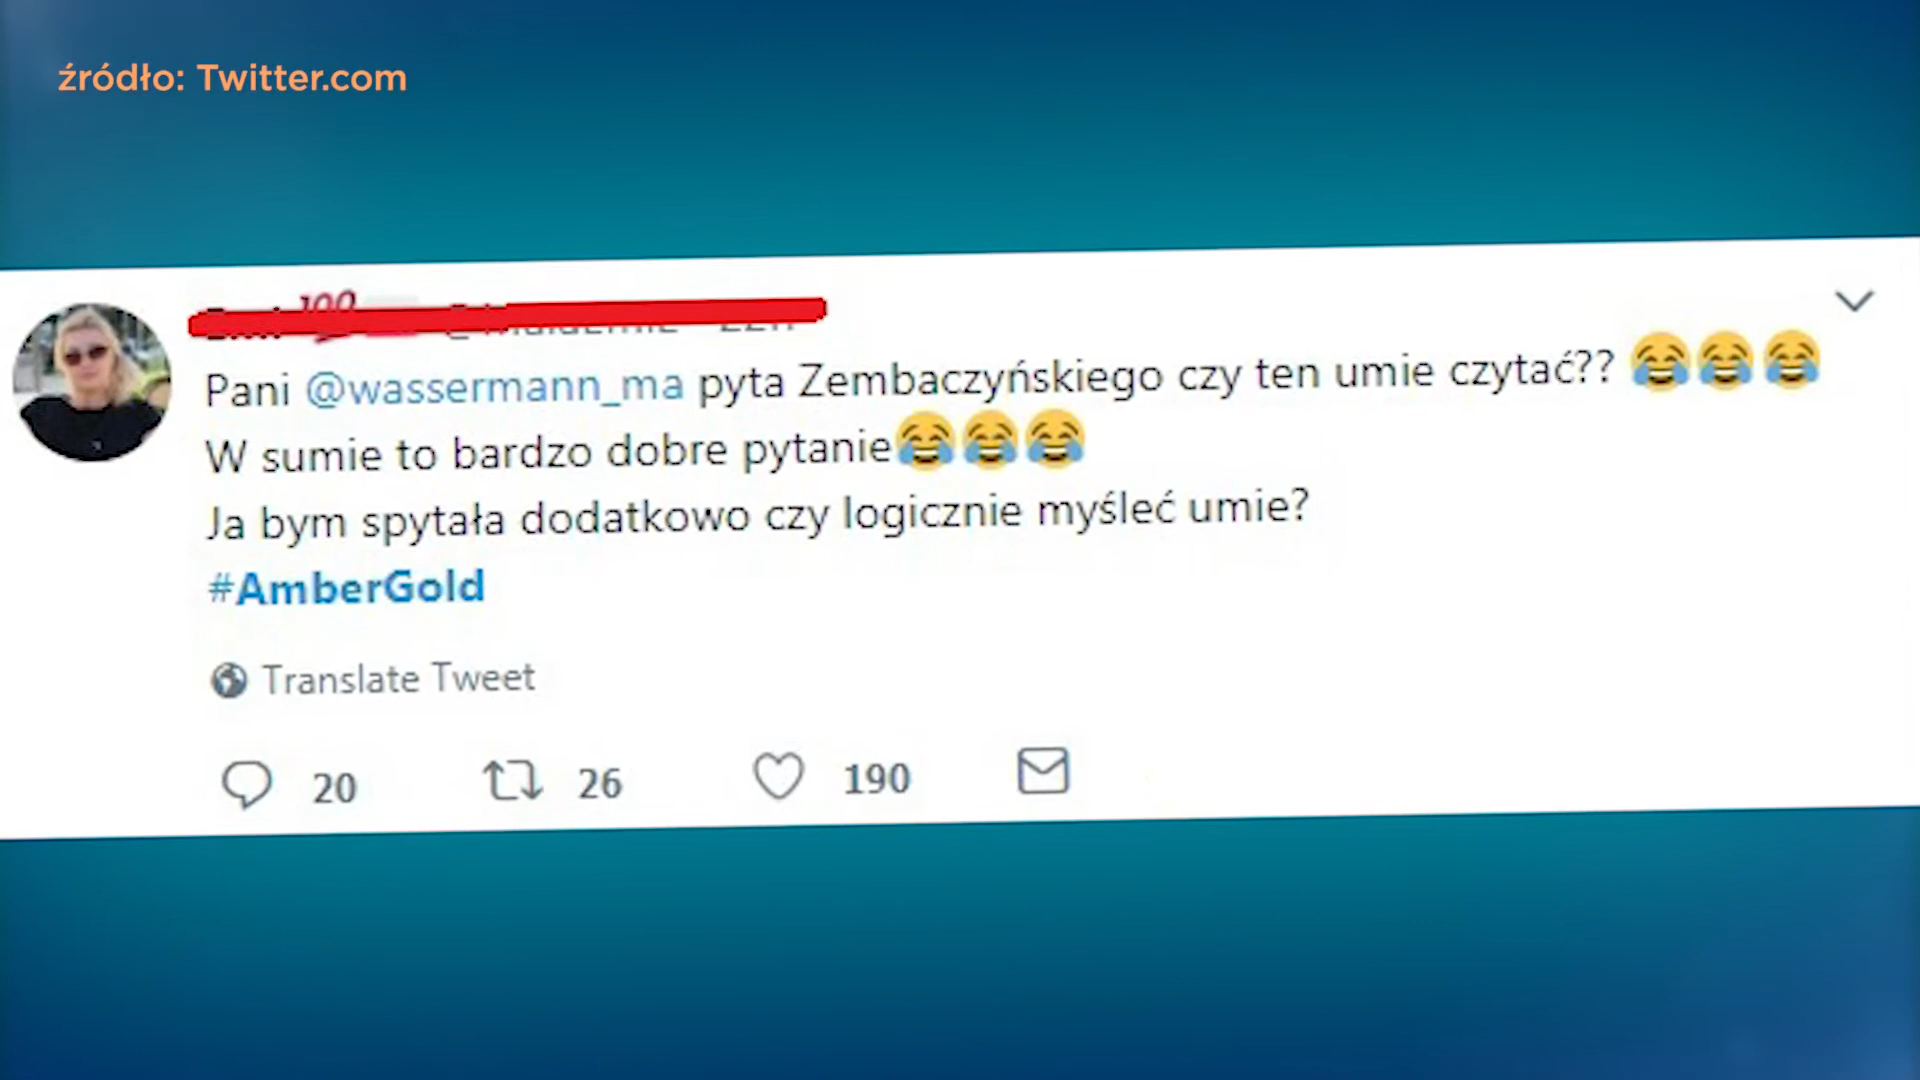 źródło: Twitter.com
Pani @wassermann_ma pyta Zembaczyńskiego czy ten umie czytać?? 😂😂😂
W sumie to bardzo dobre pytanie😂😂😂
Ja bym spytała dodatkowo czy logicznie myśleć umie?
#AmberGold
Translate Tweet
20 26 190